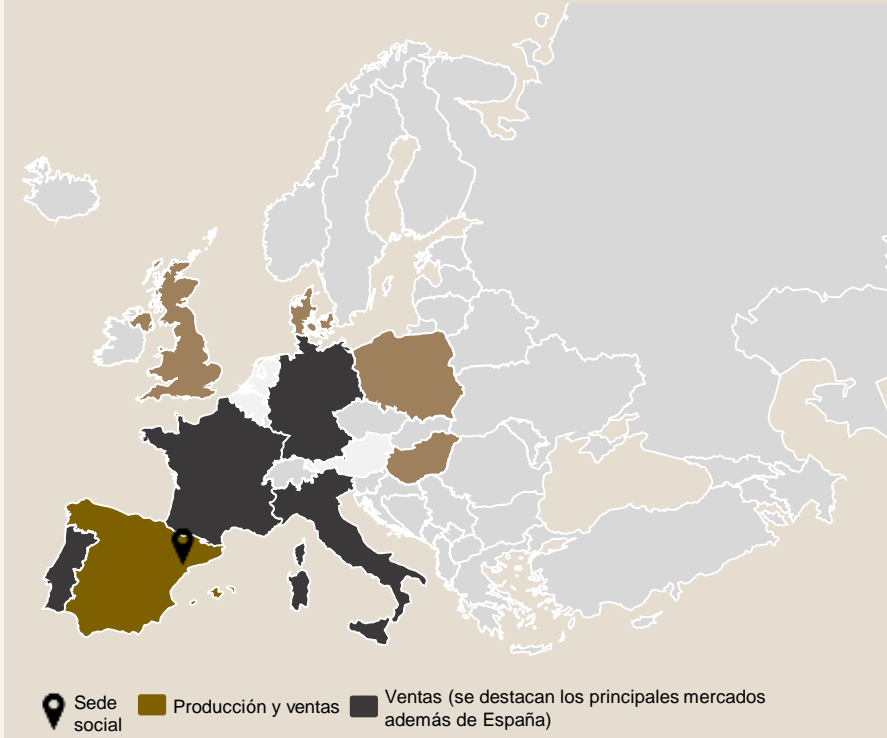 Sede
social
Producción y ventas
Ventas (se destacan los principales mercados
además de España)